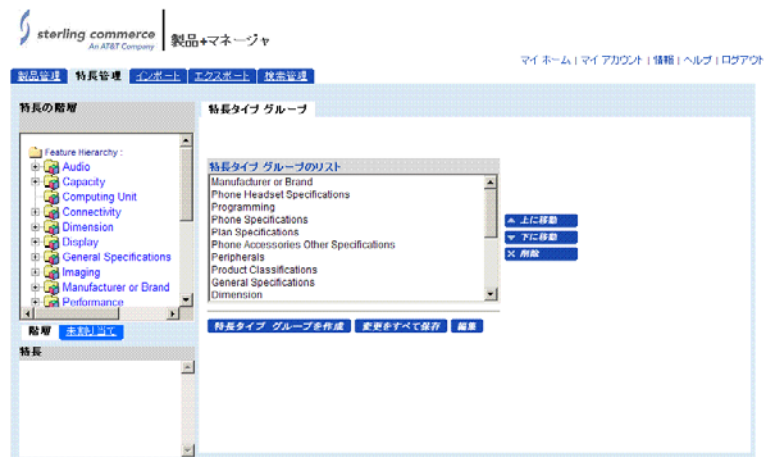 sterling commerce
An AT&T Company
製品+マネージャ
マイ ホーム | マイ アカウント | 情報 | ヘルプ | ログアウト
製品管理 特長管理 インポート エクスポート 検索管理
特長の階層
Feature Hierarchy :
Audio
Capacity
Computing Unit
Connectivity
Dimension
Display
General Specifications
Imaging
Manufacturer or Brand
Performance
階層 未割り当て
特長
特長タイプ グループ
特長タイプ グループのリスト
Manufacturer or Brand
Phone Headset Specifications
Programming
Phone Specifications
Plan Specifications
Phone Accessories Other Specifications
Peripherals
Product Classifications
General Specifications
Dimension
上に移動
下に移動
削除
特長タイプ グループを作成 変更をすべて保存 編集